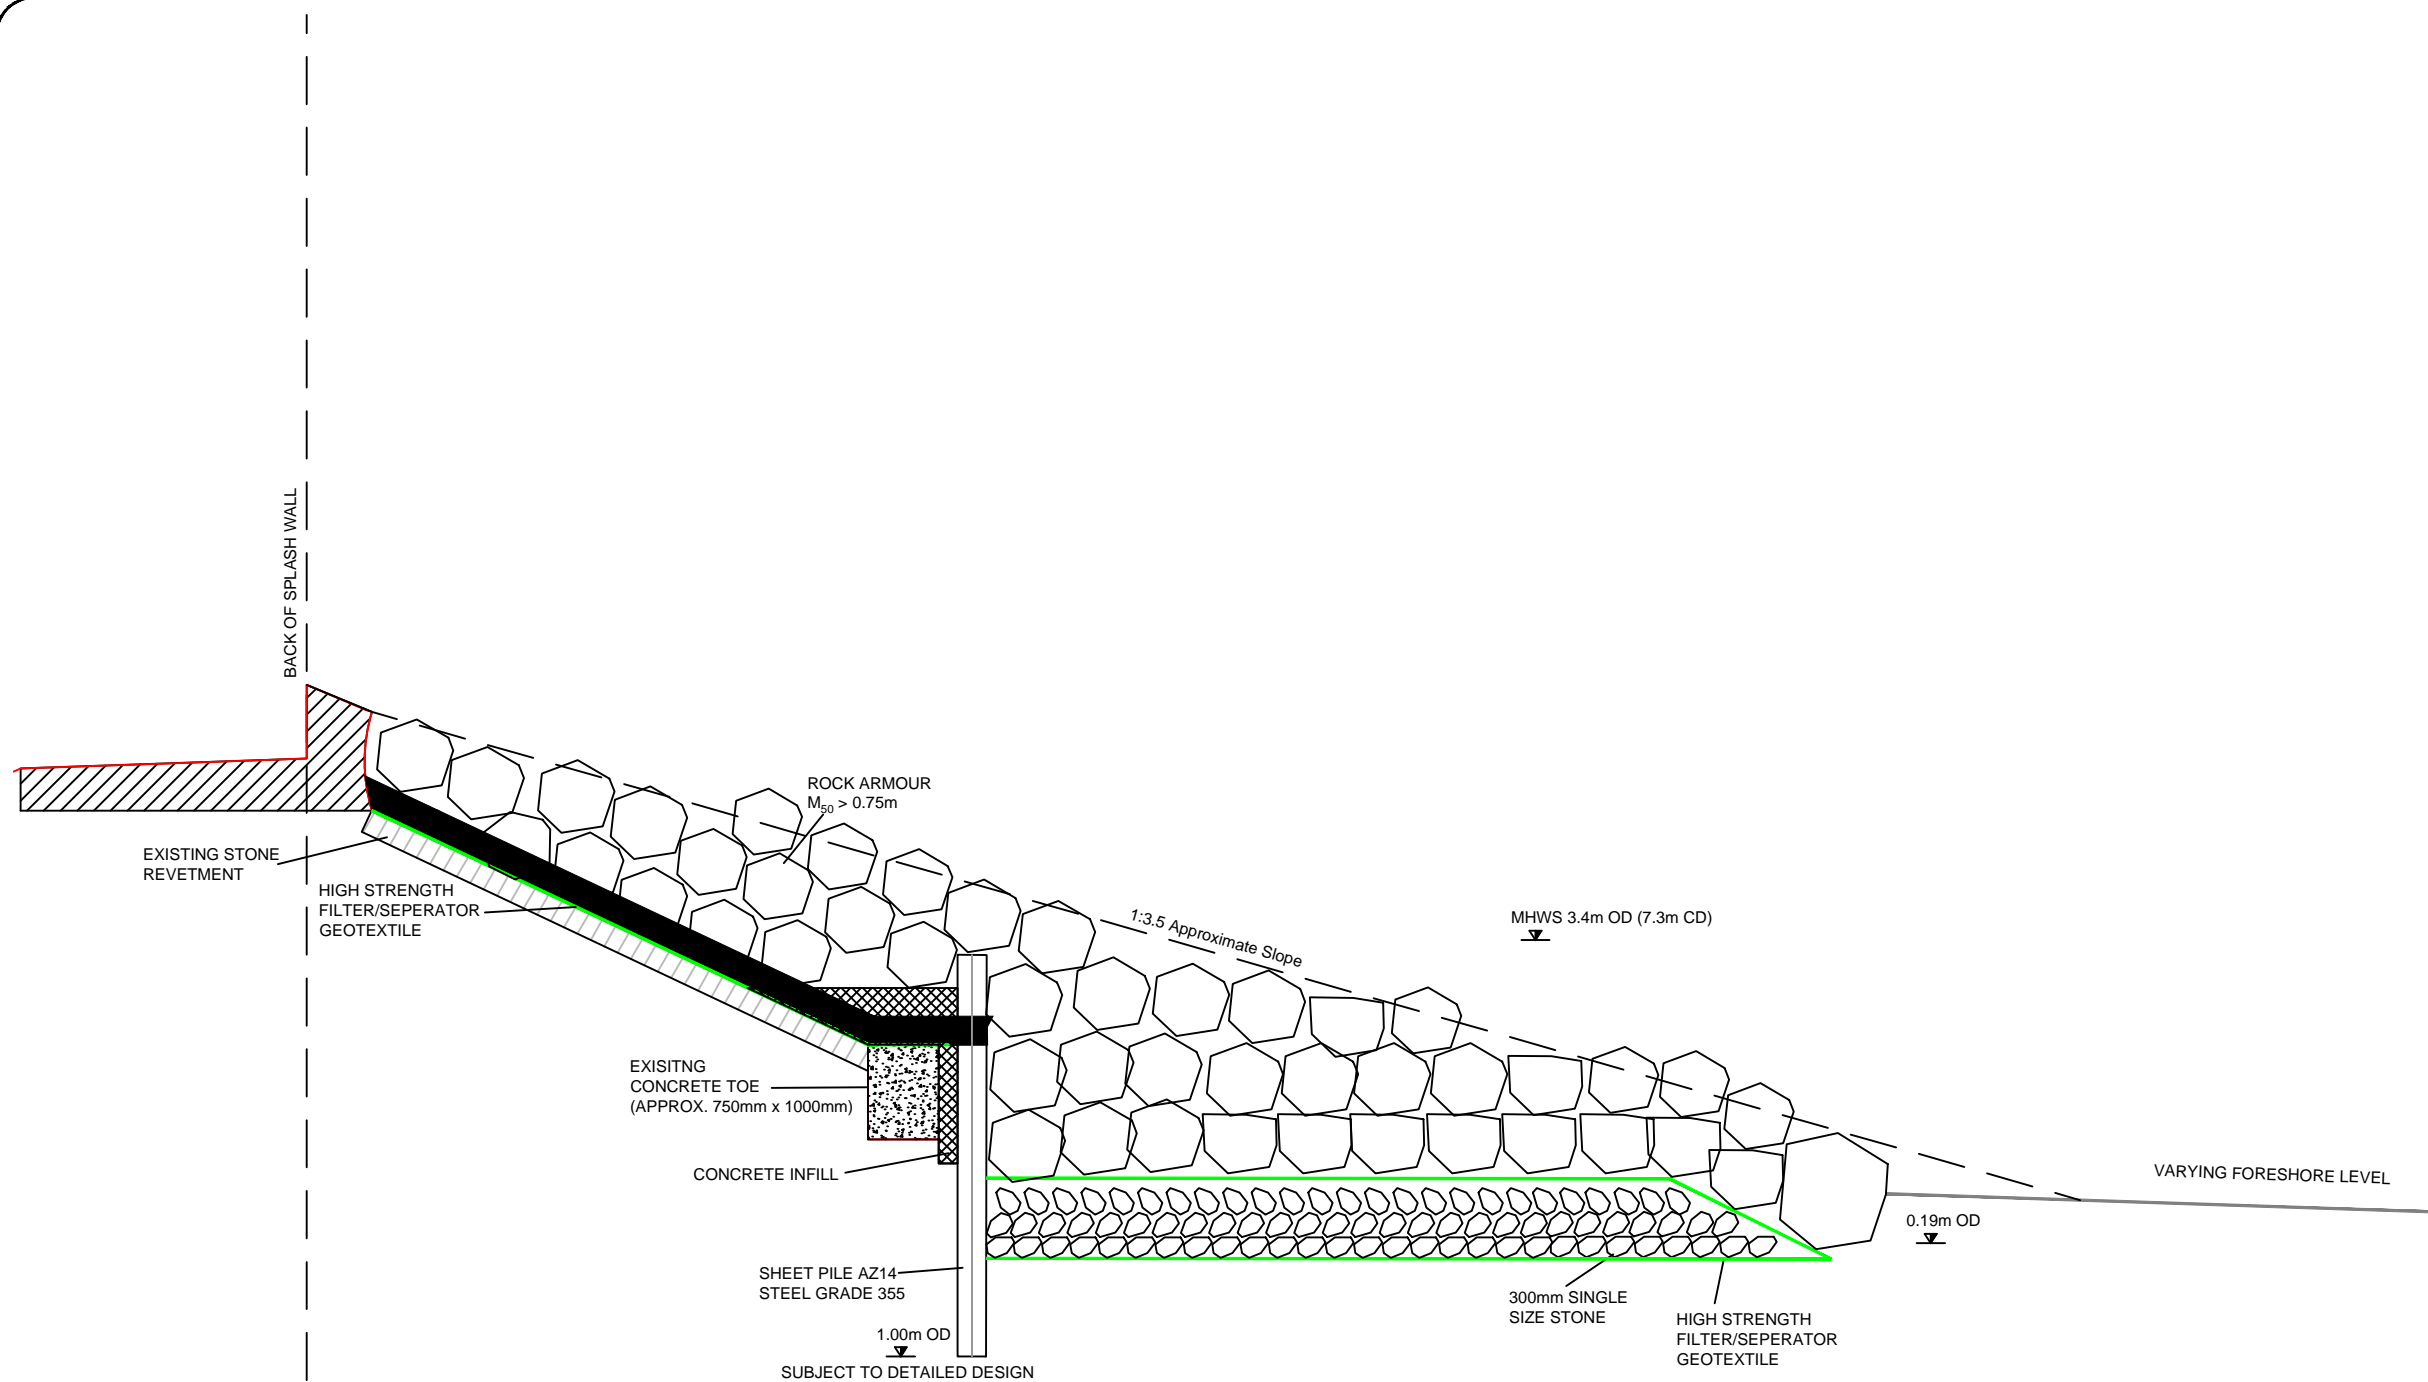 BACK OF SPLASH WALL
ROCK ARMOUR
M50 > 0.75m
EXISTING STONE
REVETMENT
HIGH STRENGTH
FILTER/SEPERATOR
GEOTEXTILE
1:3.5 Approximate Slope
MHWS 3.4m OD (7.3m CD)
EXISITNG
CONCRETE TOE
(APPROX. 750mm x 1000mm)
CONCRETE INFILL
VARYING FORESHORE LEVEL
0.19m OD
SHEET PILE AZ14
STEEL GRADE 355
300mm SINGLE
SIZE STONE
HIGH STRENGTH
FILTER/SEPERATOR
GEOTEXTILE
1.00m OD
SUBJECT TO DETAILED DESIGN